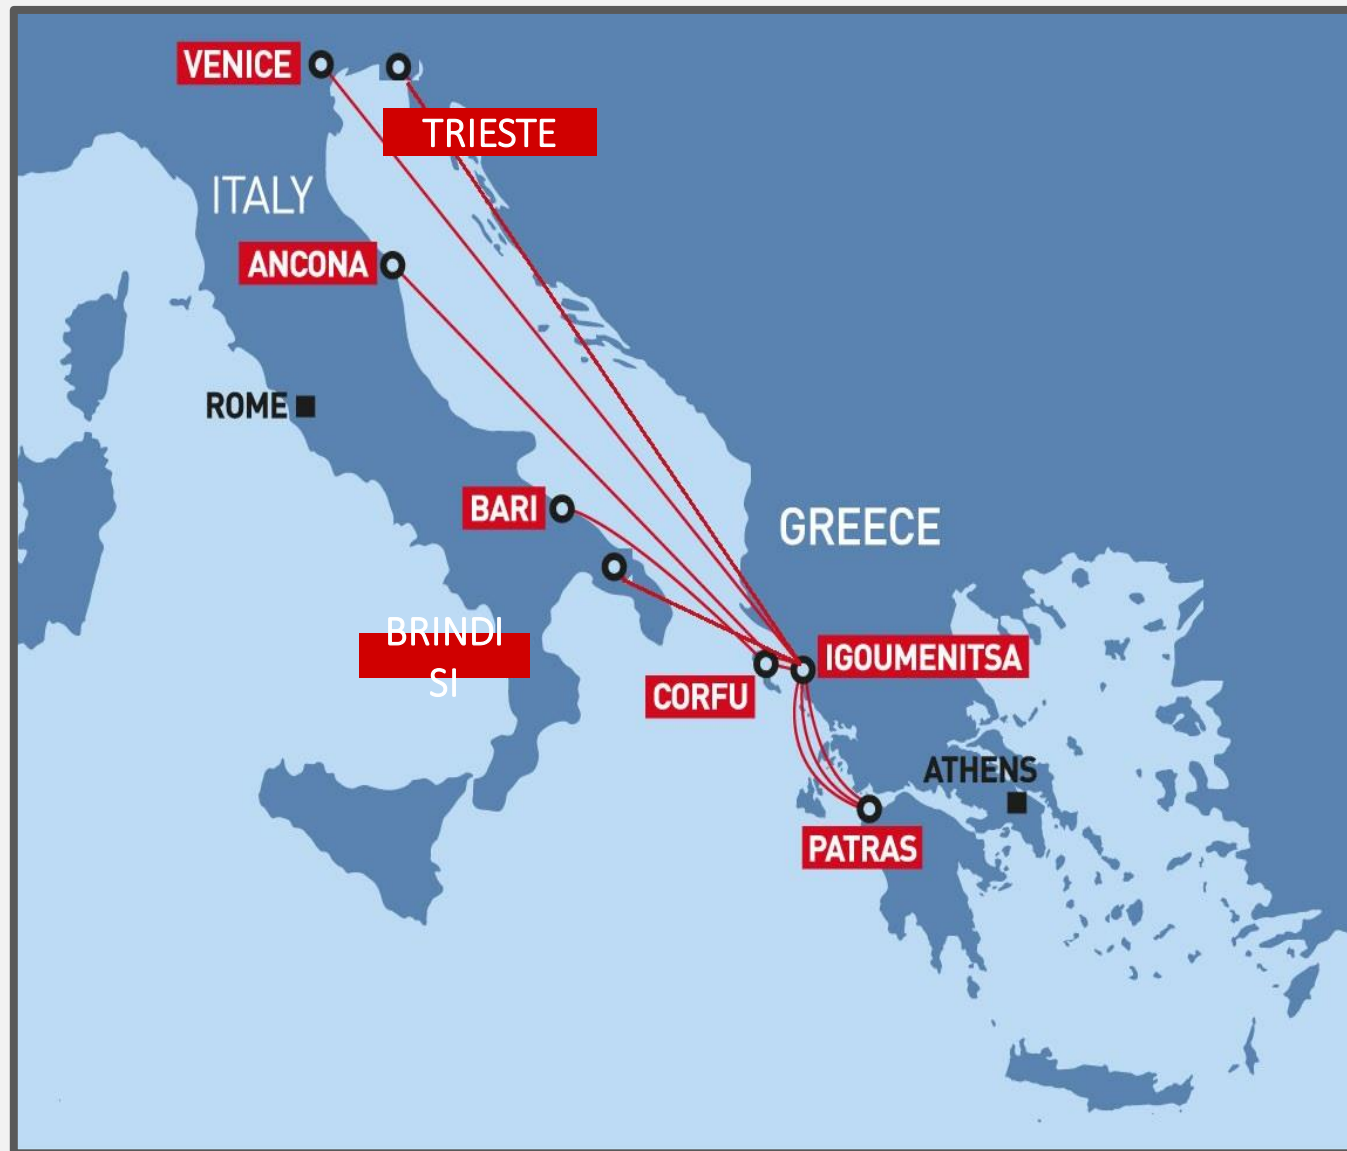 VENICE
TRIESTE
ITALY
ANCONA
ROME
BARI
GREECE
BRINDI
SI
IGOUMENITSA
CORFU
ATHENS
PATRAS